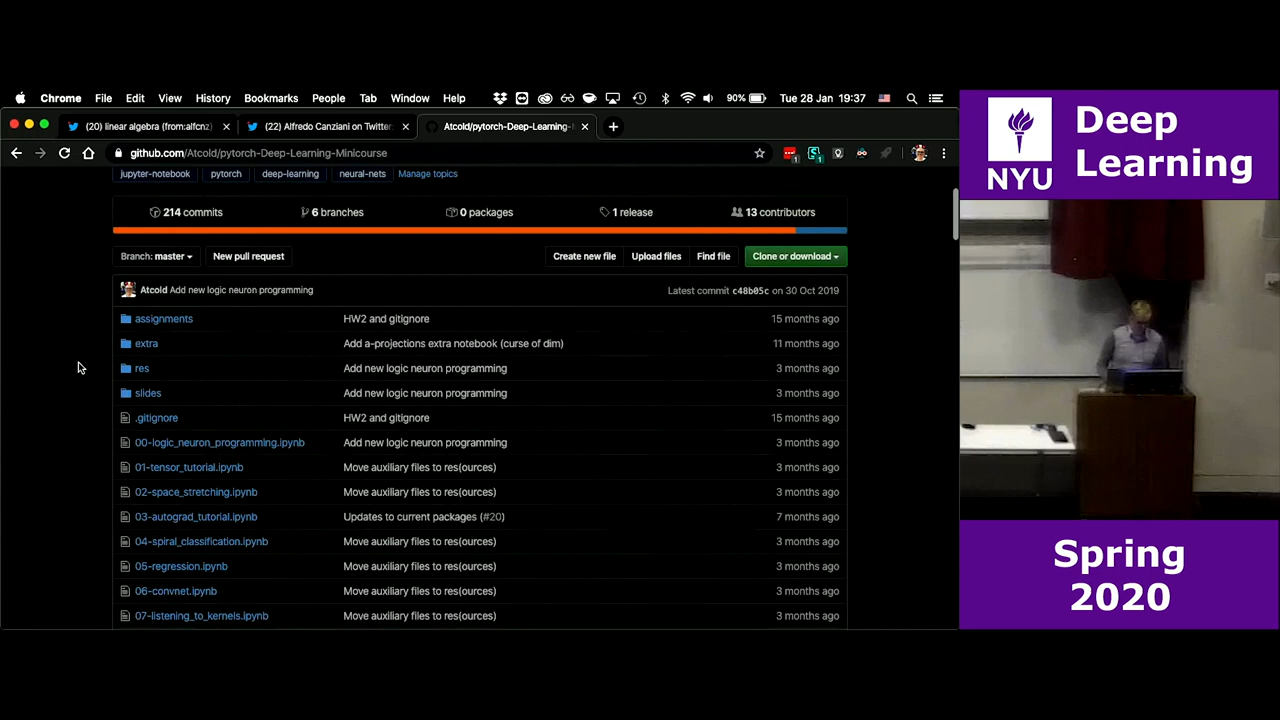 Chrome File Edit View History Bookmarks People Tab Window Help 90% Tue 28 Jan 19:37
(20) linear algebra (from:alfcnz (22) Alfredo Canziani on Twitter: Atcold/pytorch-Deep-Learning-I
github.com/Atcold/pytorch-Deep-Learning-Minicourse
jupyter-notebook pytorch deep-learning neural-nets Manage topics
214 commits 6 branches 0 packages 1 release 13 contributors
Branch: master New pull request Create new file Upload files Find file Clone or download
Atcold Add new logic neuron programming Latest commit c48b05c on 30 Oct 2019
assignments HW2 and gitignore 15 months ago
extra Add a-projections extra notebook (curse of dim) 11 months ago
res Add new logic neuron programming 3 months ago
slides Add new logic neuron programming 3 months ago
.gitignore HW2 and gitignore 15 months ago
00-logic_neuron_programming.ipynb Add new logic neuron programming 3 months ago
01-tensor_tutorial.ipynb Move auxiliary files to res(ources) 3 months ago
02-space_stretching.ipynb Move auxiliary files to res(ources) 3 months ago
03-autograd_tutorial.ipynb Updates to current packages (#20) 7 months ago
04-spiral_classification.ipynb Move auxiliary files to res(ources) 3 months ago
05-regression.ipynb Move auxiliary files to res(ources) 3 months ago
06-convnet.ipynb Move auxiliary files to res(ources) 3 months ago
07-listening_to_kernels.ipynb Move auxiliary files to res(ources) 3 months ago
NYU
Deep
Learning
Spring
2020